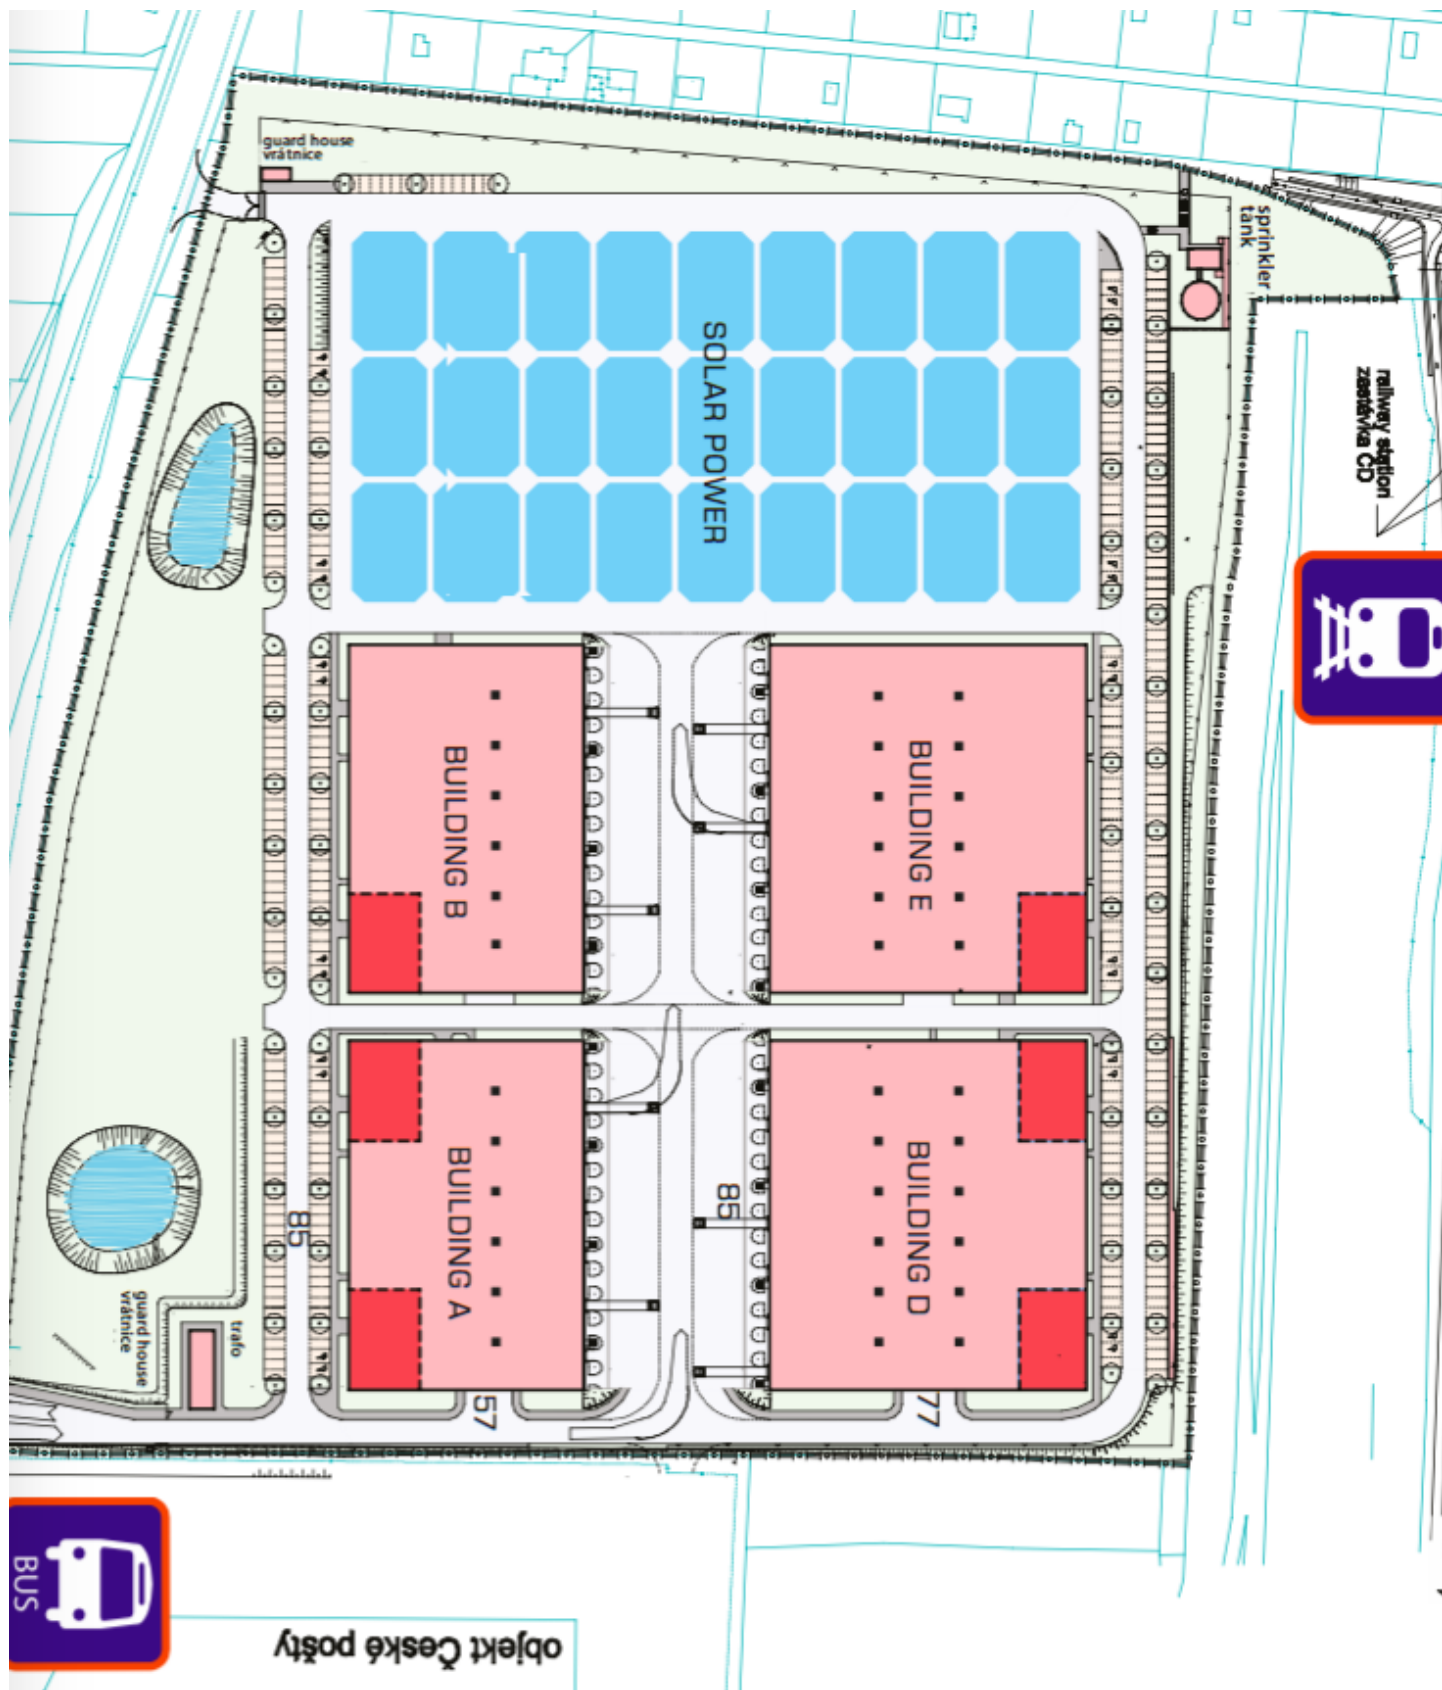 guard house
vrátnice
sprinkler
tank
SOLAR POWER
railway station
zastávka ČD
BUILDING B
BUILDING E
BUILDING A
BUILDING D
85
85
guard house
vrátnice
trafo
57
77
BUS
objekt České pošty